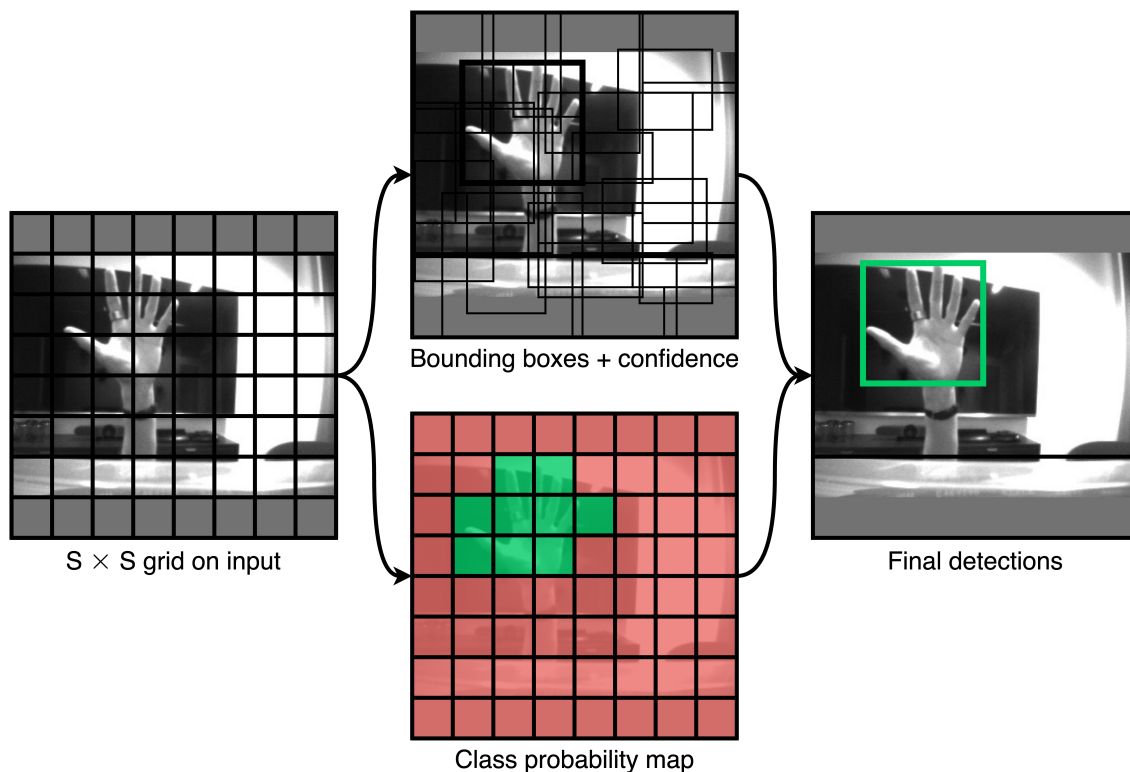 Bounding boxes + confidence
S × S grid on input
Final detections
Class probability map